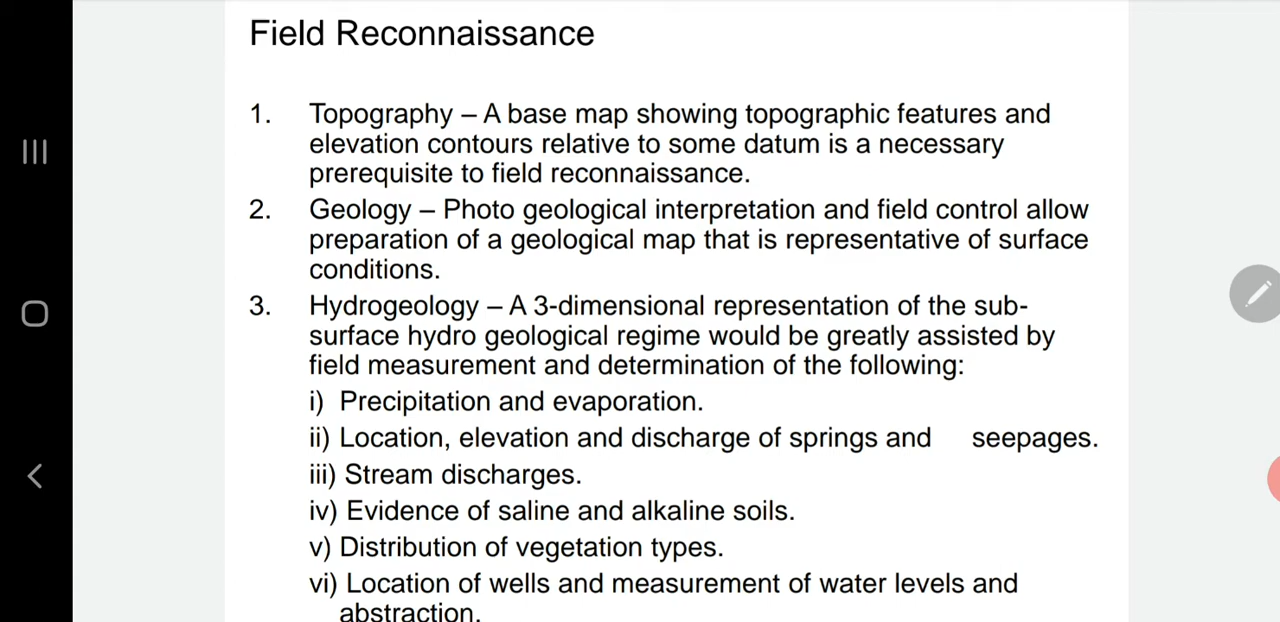 Field Reconnaissance
1. Topography – A base map showing topographic features and
elevation contours relative to some datum is a necessary
prerequisite to field reconnaissance.
2. Geology – Photo geological interpretation and field control allow
preparation of a geological map that is representative of surface
conditions.
3. Hydrogeology – A 3-dimensional representation of the sub-
surface hydro geological regime would be greatly assisted by
field measurement and determination of the following:
i) Precipitation and evaporation.
ii) Location, elevation and discharge of springs and seepages.
iii) Stream discharges.
iv) Evidence of saline and alkaline soils.
v) Distribution of vegetation types.
vi) Location of wells and measurement of water levels and
abstraction.